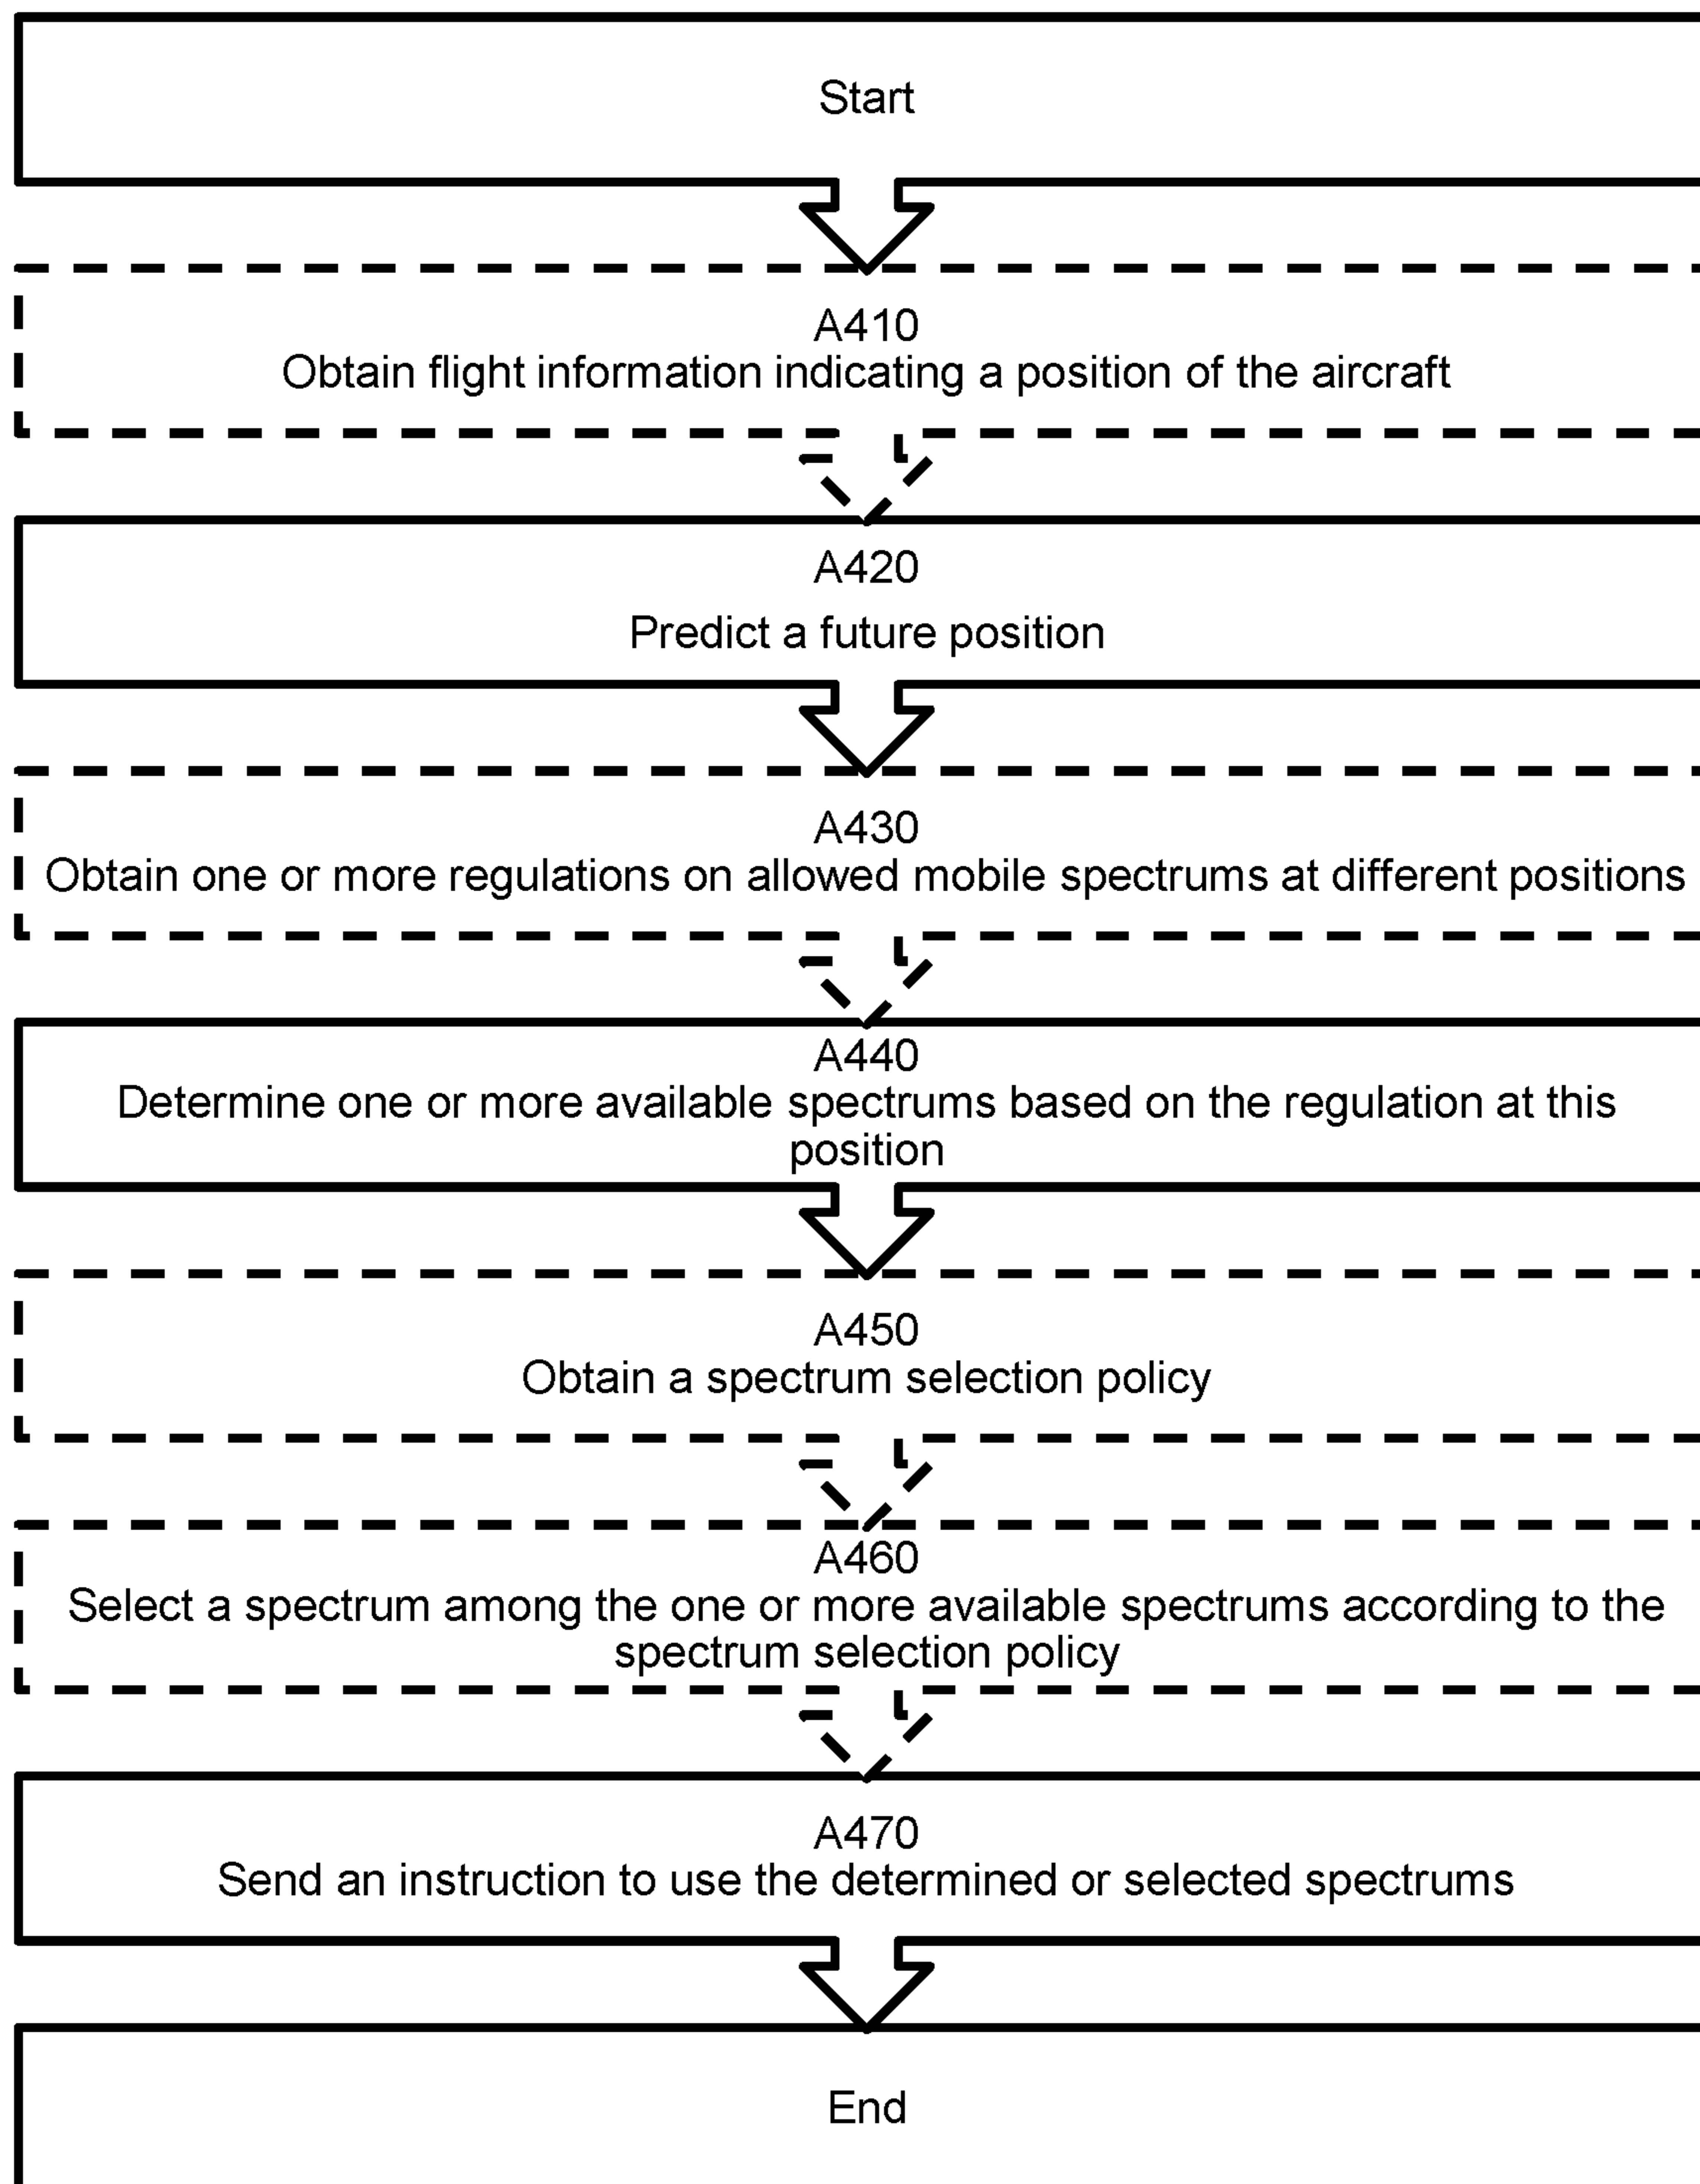 Start
A410
Obtain flight information indicating a position of the aircraft
A420
Predict a future position
A430
Obtain one or more regulations on allowed mobile spectrums at different positions
A440
Determine one or more available spectrums based on the regulation at this
position
A450
Obtain a spectrum selection policy
A460
Select a spectrum among the one or more available spectrums according to the
spectrum selection policy
A470
Send an instruction to use the determined or selected spectrums
End